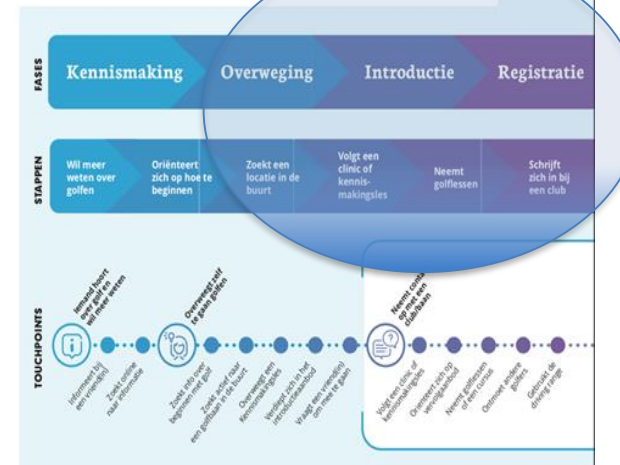 FASES
Kennismaking
Overweging
Introductie
Registratie
STAPPEN
Wil meer
weten over
golfen
Oriënteert
zich op hoe te
beginnen
Zoekt een
locatie in de
buurt
Volgt een
clinic of
kennis-
makingsles
Neemt
golflessen
Schrijft
zich in bij
een club
TOUCHPOINTS
Iemand hoort
over golf en
wil meer weten
Informeert bij
een vriend(in)
Zoekt online
naar informatie
Overweegt zelf
te gaan golfen
Zoekt info over
beginnen met golf
Zoekt actief naar
een golfbaan in de buurt
Overweegt een
Kennismakingsles
Verdiept zich in het
introductieaanbod
Vraagt een vriend(in)
om mee te gaan
Neemt conta
op met een
club/baan
Volgt een clinic of
kennismakingsles
Oriënteert zich op
vervolgaanbod
Neemt golflessen
of een cursus
Ontmoet andere
golfers
Gebruikt de
driving range